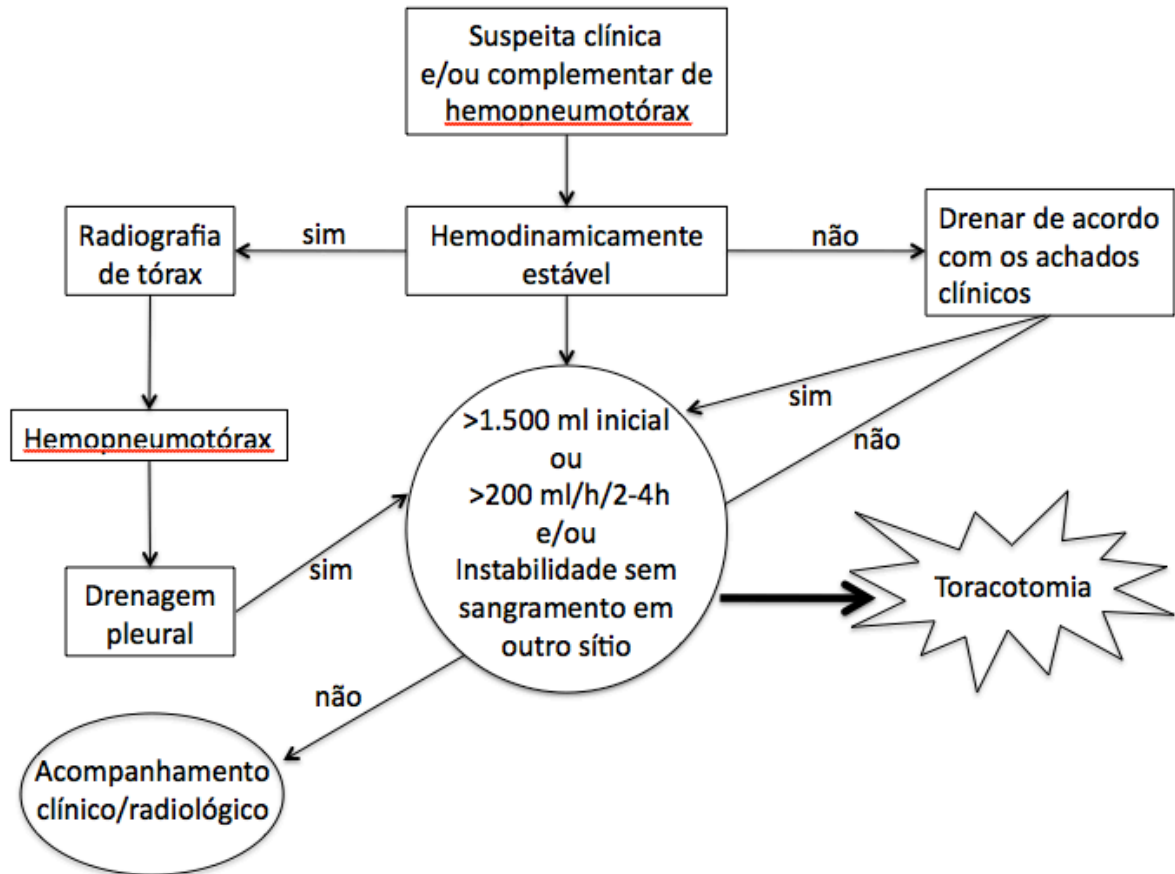 Suspeita clínica
e/ou complementar de
hemopneumotórax
Radiografia
de tórax
sim
Hemodinamicamente
estável
não
Drenar de acordo
com os achados
clínicos
Hemopneumotórax
Drenagem
pleural
sim
>1.500 ml inicial
ou
>200 ml/h/2-4h
e/ou
Instabilidade sem
sangramento em
outro sítio
sim
não
Toracotomia
não
Acompanhamento
clínico/radiológico